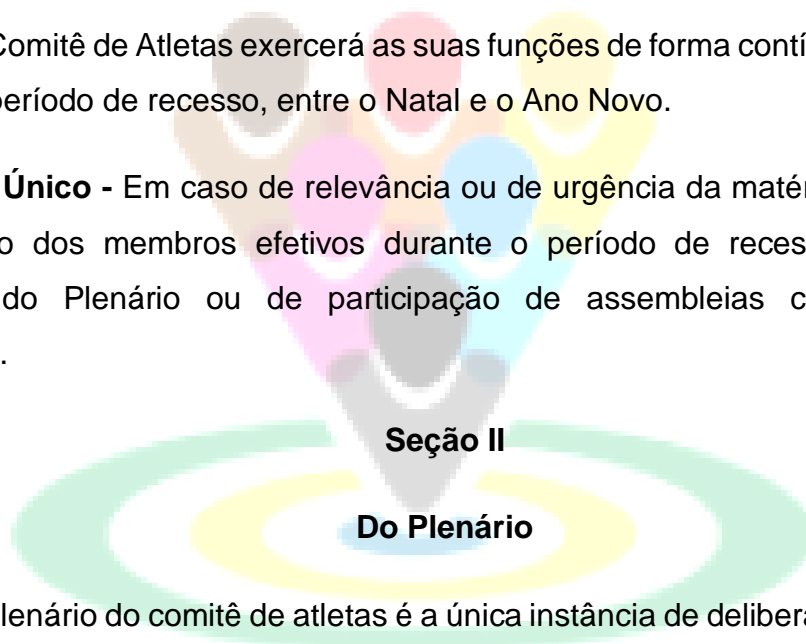 Comitê de Atletas exercerá as suas funções de forma contí
período de recesso, entre o Natal e o Ano Novo.
Único - Em caso de relevância ou de urgência da matér
o dos membros efetivos durante o período de reces
do Plenário ou de participação de assembleias c
.
Seção II
Do Plenário
lenário do comitê de atletas é a única instância de delibera